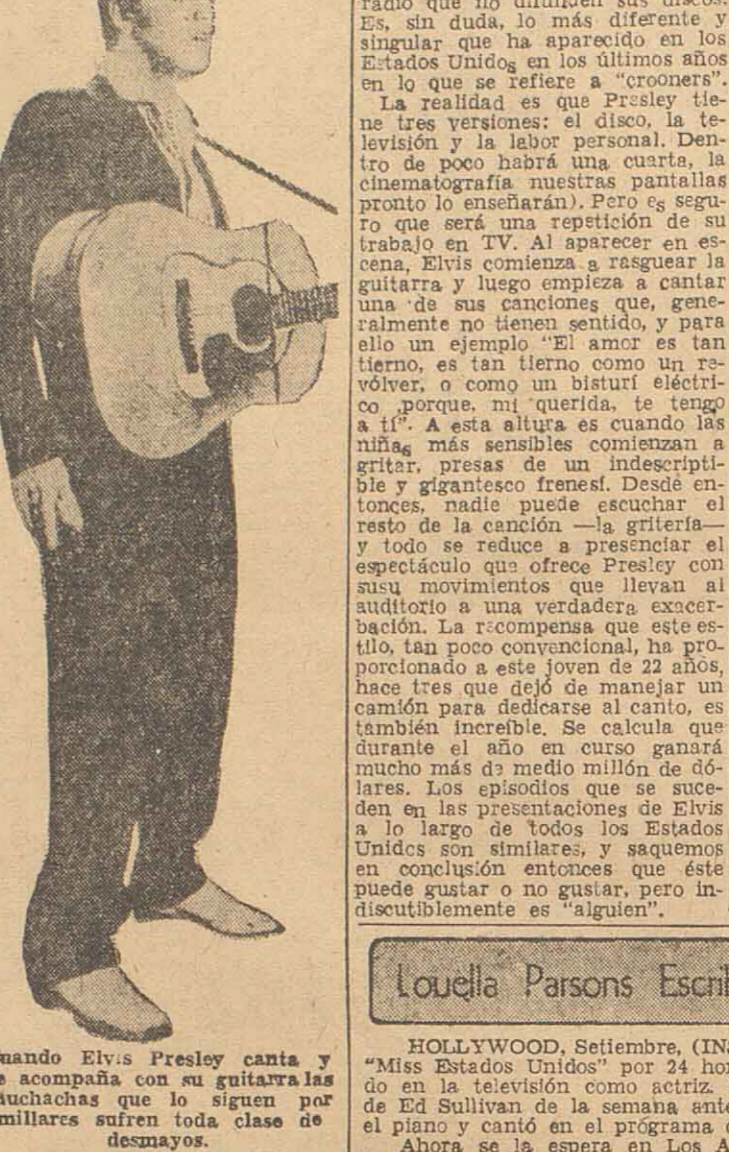 radio que no difunden sus discos.
Es, sin duda, lo más diferente y
singular que ha aparecido en los
Estados Unidos en los últimos años
en lo que se refiere a “crooners”.
La realidad es que Presley tie-
ne tres versiones: el disco, la te-
levisión y la labor personal. Den-
tro de poco habrá una cuarta, la
cinematografía nuestras pantallas
pronto lo enseñarán). Pero es segu-
ro que será una repetición de su
trabajo en TV. Al aparecer en es-
cena, Elvis comienza a rasguear la
guitarra y luego empieza a cantar
una de sus canciones que, gene-
ralmente no tienen sentido, y para
ello un ejemplo “El amor es tan
tierno, es tan tierno como un re-
vólver, o como un bisturí eléctri-
co ,porque, mi querida, te tengo
a tí”. A esta altura es cuando las
niñas más sensibles comienzan a
gritar, presas de un indescripti-
ble y gigantesco frenesí. Desde en-
tonces, nadie puede escuchar el
resto de la canción —la gritería—
y todo se reduce a presenciar el
espectáculo que ofrece Presley con
susu movimientos que llevan al
auditorio a una verdadera exacer-
bación. La recompensa que este es-
tilo, tan poco convencional, ha pro-
porcionado a este joven de 22 años,
hace tres que dejó de manejar un
camión para dedicarse al canto, es
también increíble. Se calcula que
durante el año en curso ganará
mucho más de medio millón de dó-
lares. Los episodios que se suce-
den en las presentaciones de Elvis
a lo largo de todos los Estados
Unidos son similares, y saquemos
en conclusión entonces que éste
puede gustar o no gustar, pero in-
discutiblemente es “alguien”.
uando Elvis Presley canta y
e acompaña con su guitarra las
uchachas que lo siguen por
millares sufren toda clase de
desmayos.
Louella Parsons Escri
HOLLYWOOD, Setiembre, (INS
“Miss Estados Unidos” por 24 hor
do en la televisión como actriz.
de Ed Sullivan de la semana ante
el piano y cantó en el programa
Ahora se la espera en Los A